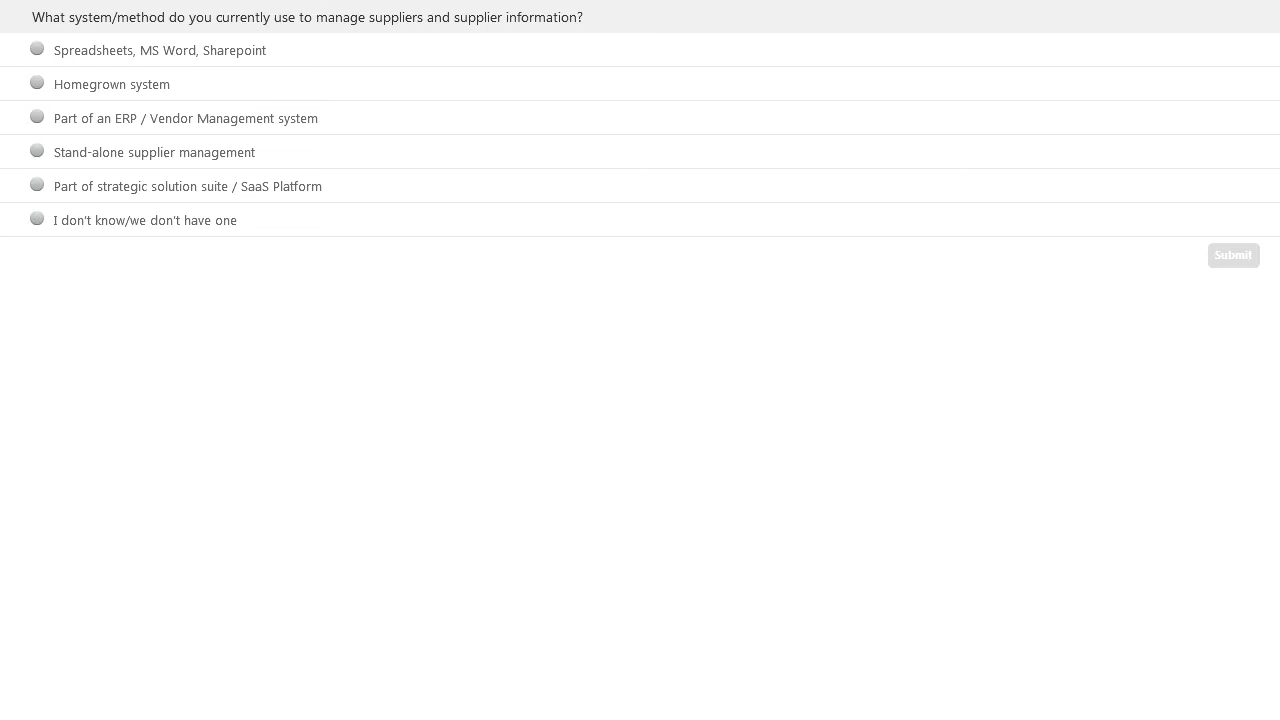 What system/method do you currently use to manage suppliers and supplier information?
Spreadsheets, MS Word, Sharepoint
Homegrown system
Part of an ERP / Vendor Management system
Stand-alone supplier management
Part of strategic solution suite / SaaS Platform
I don't know/we don't have one
Submit